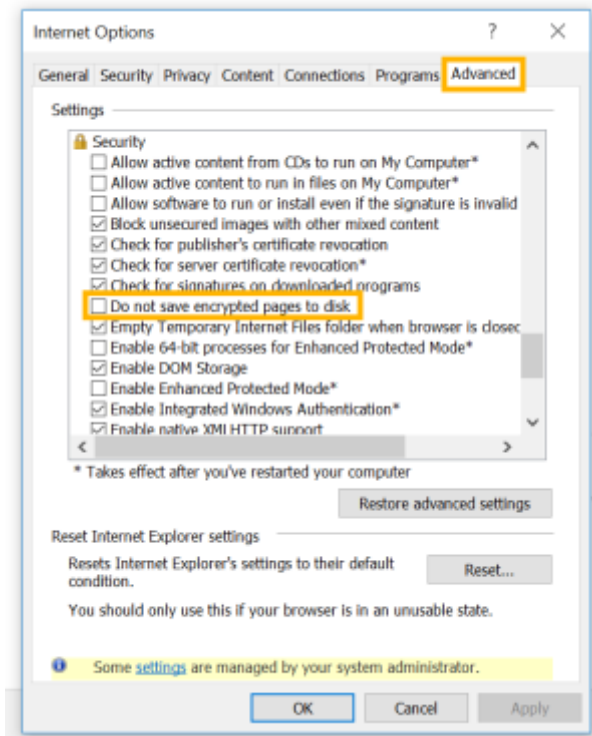 Internet Options
?
General Security Privacy Content Connections Programs Advanced
Settings
Security
Allow active content from CDs to run on My Computer*
Allow active content to run in files on My Computer*
Allow software to run or install even if the signature is invalid
Block unsecured images with other mixed content
Check for publisher's certificate revocation
Check for server certificate revocation*
Check for signatures on downloaded programs
Do not save encrypted pages to disk
Empty Temporary Internet Files folder when browser is closec
Enable 64-bit processes for Enhanced Protected Mode*
Enable DOM Storage
Enable Enhanced Protected Mode*
Enable Integrated Windows Authentication*
Enable native XMLHTTP support
* Takes effect after you've restarted your computer
Restore advanced settings
Reset Internet Explorer settings
Resets Internet Explorer's settings to their default
condition.
Reset...
You should only use this if your browser is in an unusable state.
Some settings are managed by your system administrator.
OK Cancel Apply